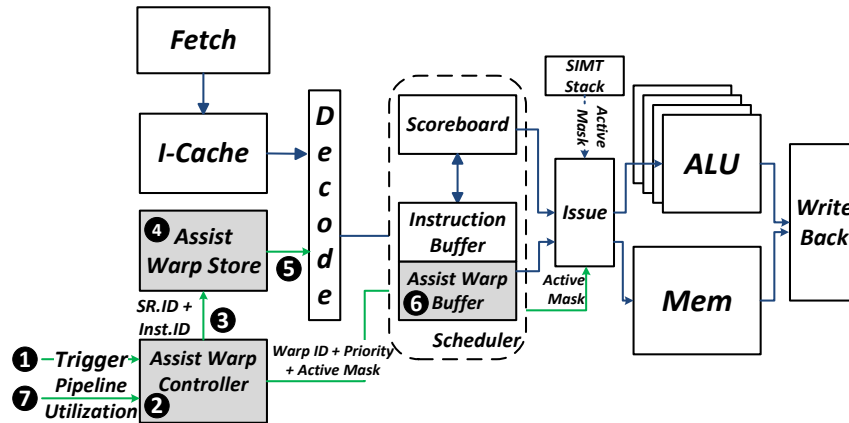 Fetch
I-Cache
D
e
c
o
d
e
Scoreboard
SIMT
Stack
Active
Mask
Issue
ALU
Write
Back
Instruction
Buffer
Assist Warp
Buffer
6
Scheduler
Active
Mask
Mem
4
Assist
Warp Store
5
SR.ID +
Inst.ID
3
1
Trigger
Assist Warp
Controller
2
Warp ID + Priority
+ Active Mask
7
Pipeline
Utilization